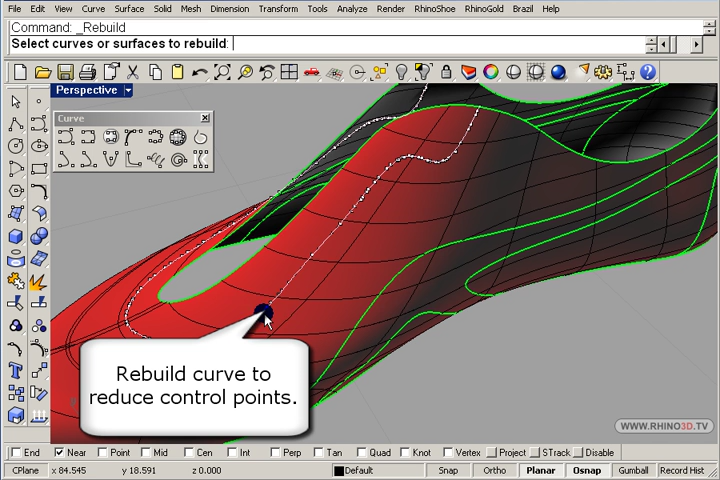 File Edit View Curve Surface Solid Mesh Dimension Transform Tools Analyze Render RhinoShoe RhinoGold Brazil Help
Command: _Rebuild
Select curves or surfaces to rebuild:
Perspective
Curve
Rebuild curve to
reduce control points.
WWW.RHINO3D.TV
End Near Point Mid Cen Int Perp Tan Quad Knot Vertex Project STrack Disable
CPlane x 84.545 y 18.591 z 0.000 Default Snap Ortho Planar Osnap Gumball Record Hist